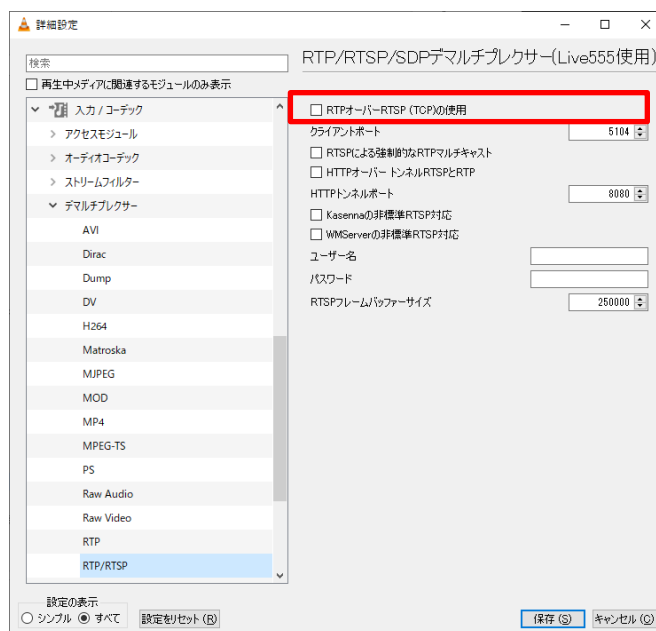 詳細設定
検索
再生中メディアに関連するモジュールのみ表示
入力 / コーデック
アクセスモジュール
オーディオコーデック
ストリームフィルター
デマルチプレクサー
AVI
Dirac
Dump
DV
H264
Matroska
MJPEG
MOD
MP4
MPEG-TS
PS
Raw Audio
Raw Video
RTP
RTP/RTSP
RTP/RTSP/SDPデマルチプレクサー(Live555使用)
RTPオーバーRTSP (TCP)の使用
クライアントポート 5104
RTSPによる強制的なRTPマルチキャスト
HTTPオーバー トンネルRTSPとRTP
HTTPトンネルポート 8080
Kasennaの非標準RTSP対応
WMServerの非標準RTSP対応
ユーザー名
パスワード
RTSPフレームバッファーサイズ 250000
設定の表示
シンプル すべて 設定をリセット (R) 保存 (S) キャンセル (C)